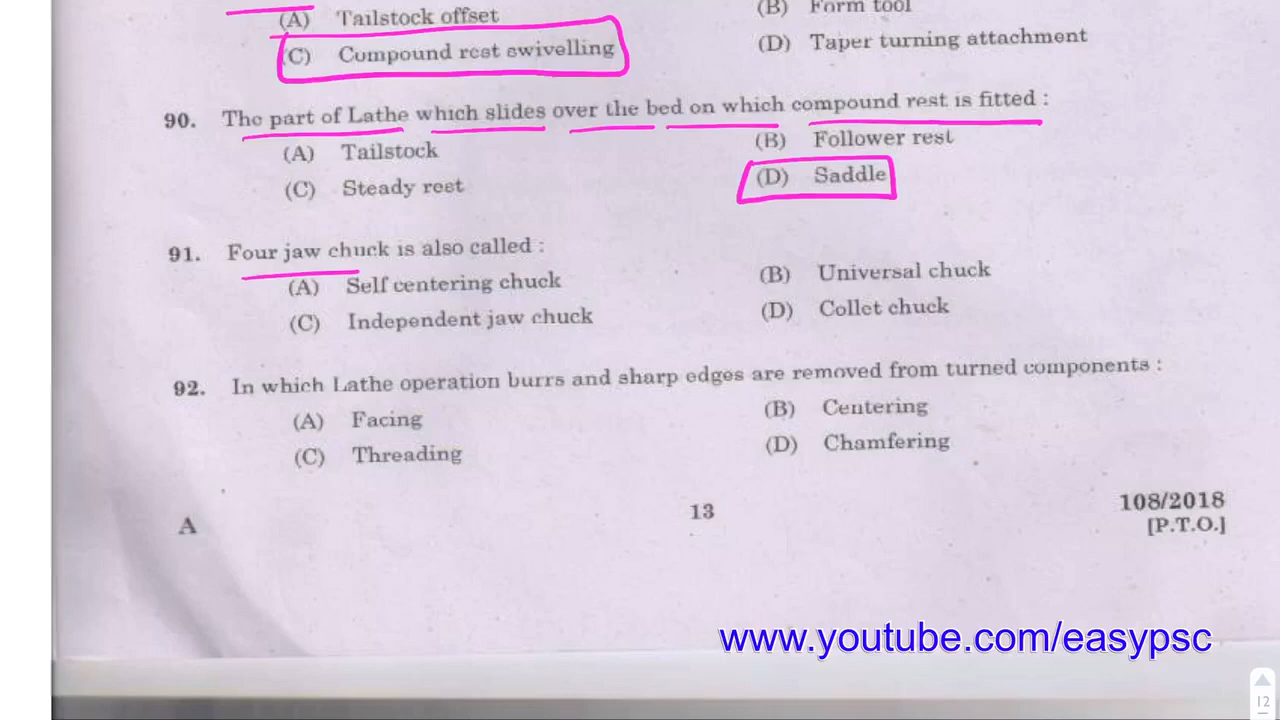 (A) Tailstock offset (B) Form tool
(C) Compound rest swivelling (D) Taper turning attachment
90. The part of Lathe which slides over the bed on which compound rest is fitted :
(A) Tailstock (B) Follower rest
(C) Steady rest (D) Saddle
91. Four jaw chuck is also called :
(A) Self centering chuck (B) Universal chuck
(C) Independent jaw chuck (D) Collet chuck
92. In which Lathe operation burrs and sharp edges are removed from turned components :
(A) Facing (B) Centering
(C) Threading (D) Chamfering
A 13 108/2018
[P.T.O.]
www.youtube.com/easypsc
12